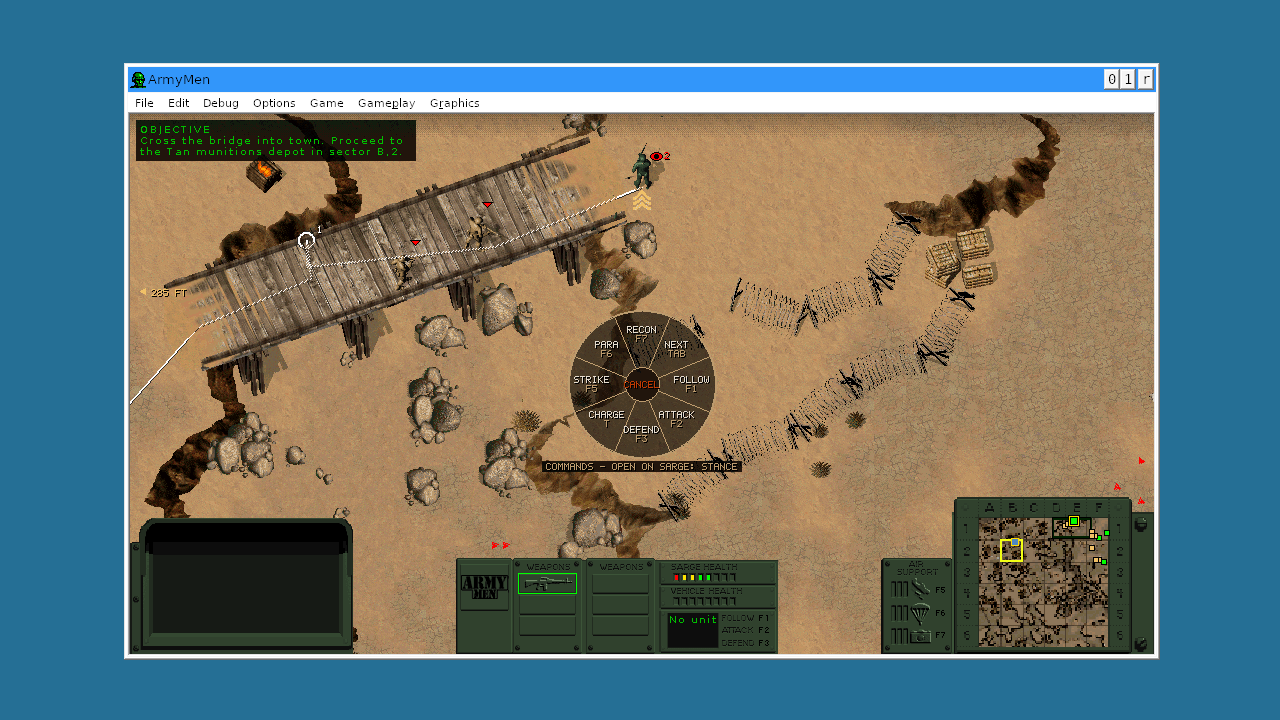 ArmyMen
0 1 r
File Edit Debug Options Game Gameplay Graphics
OBJECTIVE
Cross the bridge into town. Proceed to
the Tan munitions depot in sector B,2.
2
1
285 FT
RECON
F7
PARA
F6
NEXT
TAB
STRIKE
F5
CANCEL
FOLLOW
F1
CHARGE
T
ATTACK
F2
DEFEND
F3
COMMANDS - OPEN ON SARGE: STANCE
ARMY
MEN
WEAPONS
WEAPONS
SARGE HEALTH
VEHICLE HEALTH
No unit
FOLLOW F1
ATTACK F2
DEFEND F3
AIR
SUPPORT
F5
F6
F7
A B C D E F
1 1
2 2
3 3
4 4
5 5
6 6